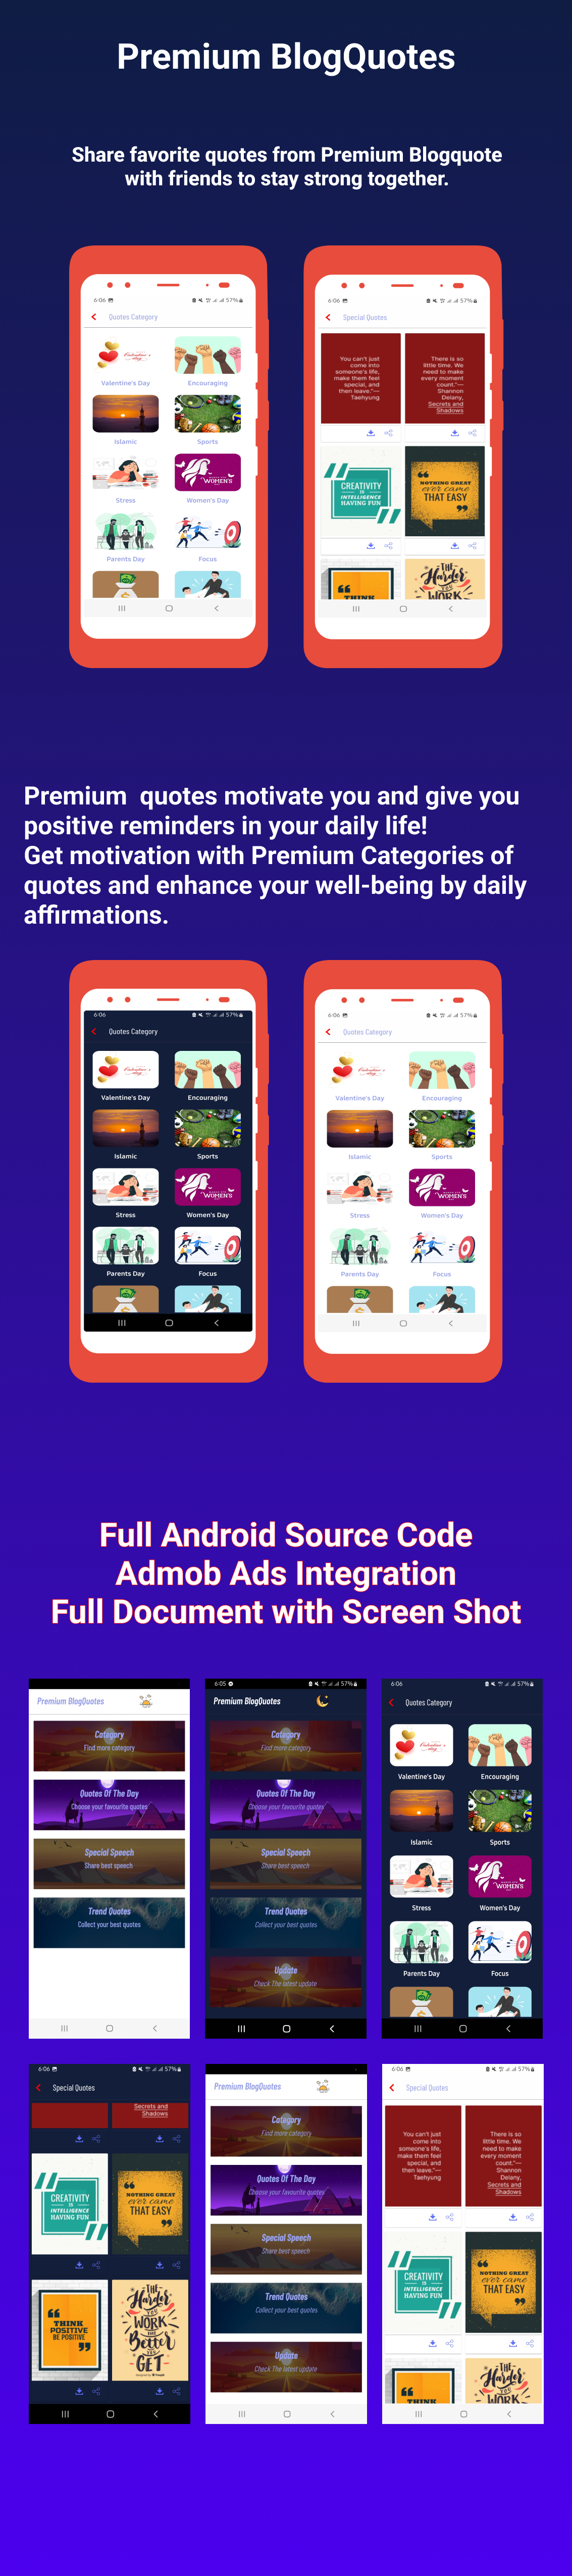 Premium BlogQuotes
Share favorite quotes from Premium Blogquote
with friends to stay strong together.
6:06
57%
Quotes Category
Valentine's Day
Encouraging
Islamic
Sports
Stress
WOMEN'S
Women's Day
Parents Day
Focus
6:06
57%
Special Quotes
You can't just
come into
someone's life,
make them feel
special, and
then leave."—
Taehyung
There is so
little time. We
need to make
every moment
count."—
Shannon
Delany,
Secrets and
Shadows
CREATIVITY
IS
INTELLIGENCE
HAVING FUN
NOTHING GREAT
ever came
THAT EASY
THINK
THE
Harder
YOU
WORK
Premium  quotes motivate you and give you
positive reminders in your daily life!
Get motivation with Premium Categories of
quotes and enhance your well-being by daily
affirmations.
6:06
57%
Quotes Category
Valentine's Day
Encouraging
Islamic
Sports
Stress
WOMEN'S
Women's Day
Parents Day
Focus
6:06
57%
Quotes Category
Valentine's Day
Encouraging
Islamic
Sports
Stress
WOMEN'S
Women's Day
Parents Day
Focus
Full Android Source Code
Admob Ads Integration
Full Document with Screen Shot
Premium BlogQuotes
Category
Find more category
Quotes Of The Day
Choose your favourite quotes
Special Speech
Share best speech
Trend Quotes
Collect your best quotes
6:05
57%
Premium BlogQuotes
Category
Find more category
Quotes Of The Day
Choose your favourite quotes
Special Speech
Share best speech
Trend Quotes
Collect your best quotes
Update
Check The latest update
6:06
57%
Quotes Category
Valentine's Day
Encouraging
Islamic
Sports
Stress
WOMEN'S
Women's Day
Parents Day
Focus
6:06
57%
Special Quotes
Secrets and
Shadows
CREATIVITY
IS
INTELLIGENCE
HAVING FUN
NOTHING GREAT
ever came
THAT EASY
THINK
POSITIVE
BE POSITIVE
THE
Harder
YOU
WORK
THE
Better
YOU
GET
Premium BlogQuotes
Category
Find more category
Quotes Of The Day
Choose your favourite quotes
Special Speech
Share best speech
Trend Quotes
Collect your best quotes
Update
Check The latest update
6:06
57%
Special Quotes
You can't just
come into
someone's life,
make them feel
special, and
then leave."—
Taehyung
There is so
little time. We
need to make
every moment
count."—
Shannon
Delany,
Secrets and
Shadows
CREATIVITY
IS
INTELLIGENCE
HAVING FUN
NOTHING GREAT
ever came
THAT EASY
THINK
THE
Harder
YOU
WORK